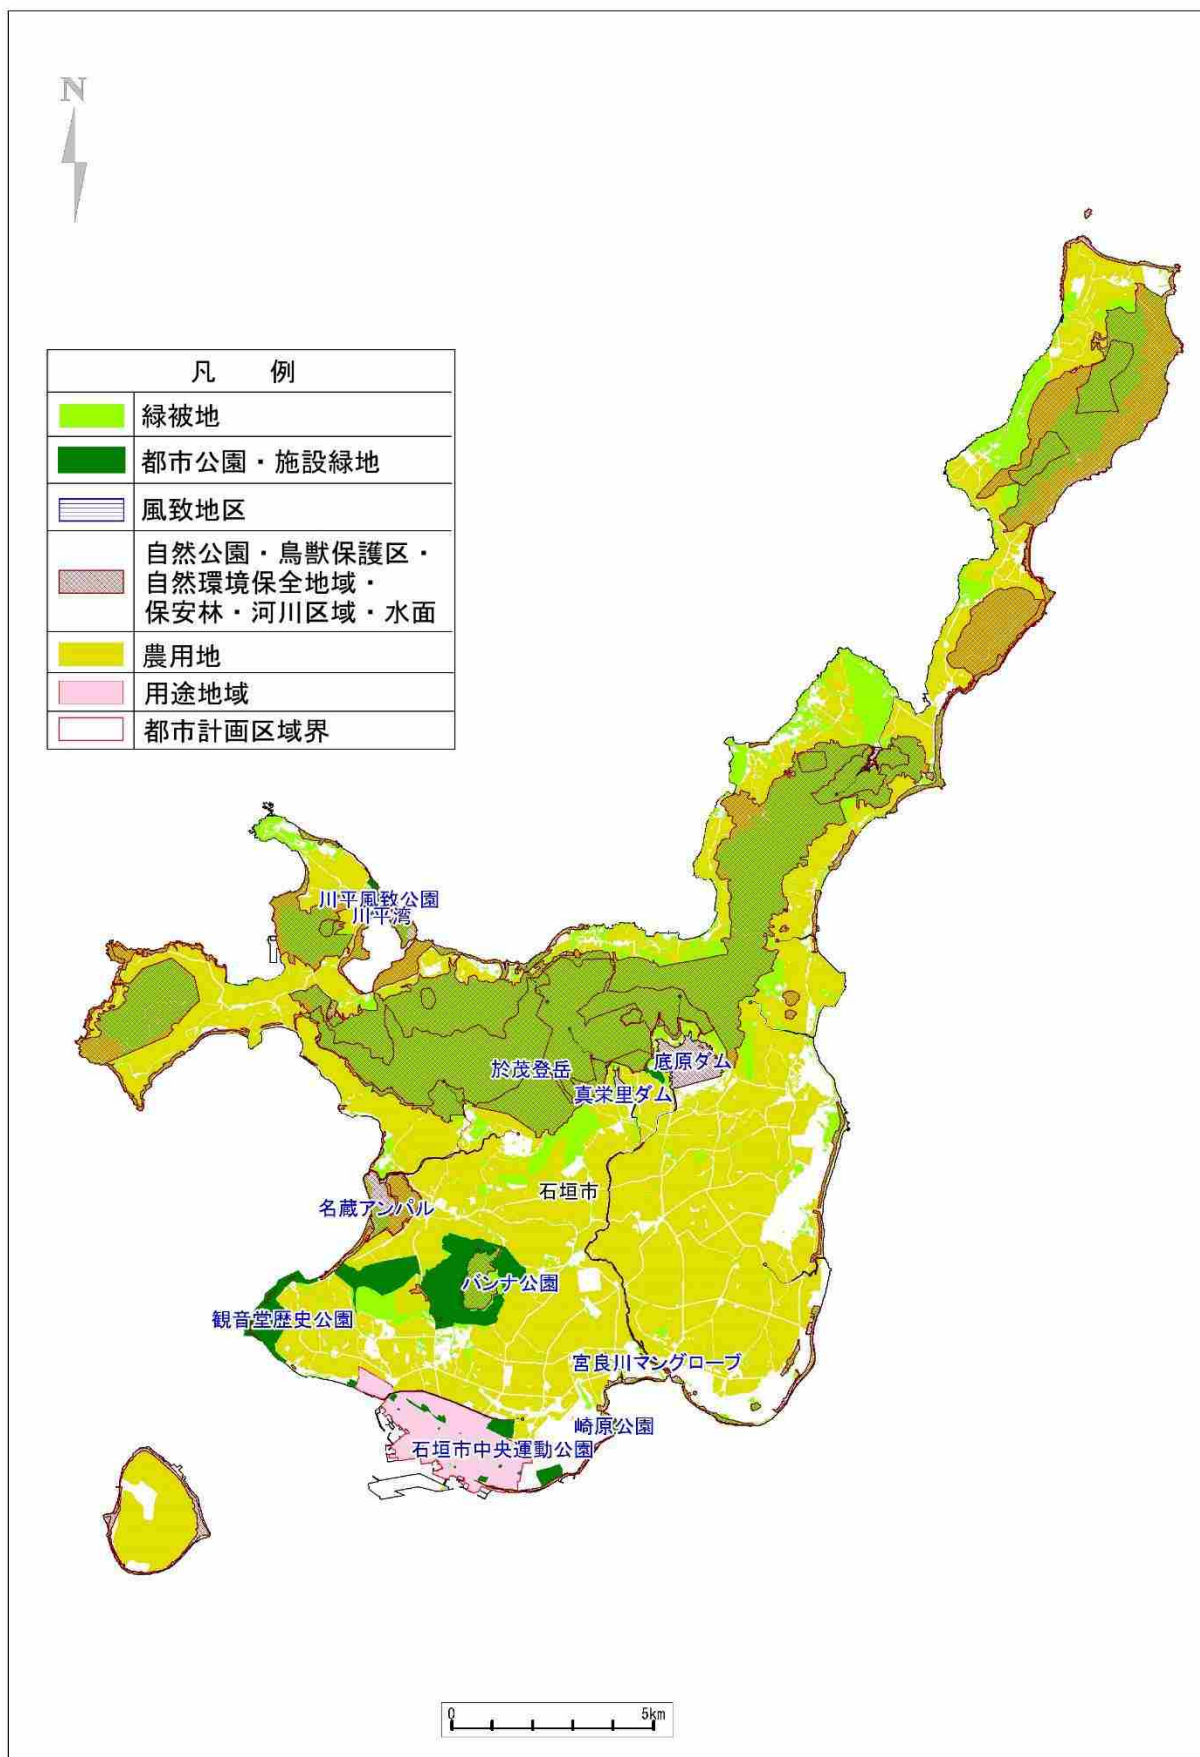 N
凡 例
緑被地
都市公園・施設緑地
風致地区
自然公園・鳥獣保護区・
自然環境保全地域・
保安林・河川区域・水面
農用地
用途地域
都市計画区域界
川平風致公園
川平湾
於茂登岳
底原ダム
真栄里ダム
石垣市
名蔵アンパル
バンナ公園
観音堂歴史公園
宮良川マングローブ
崎原公園
石垣市中央運動公園
0 5km